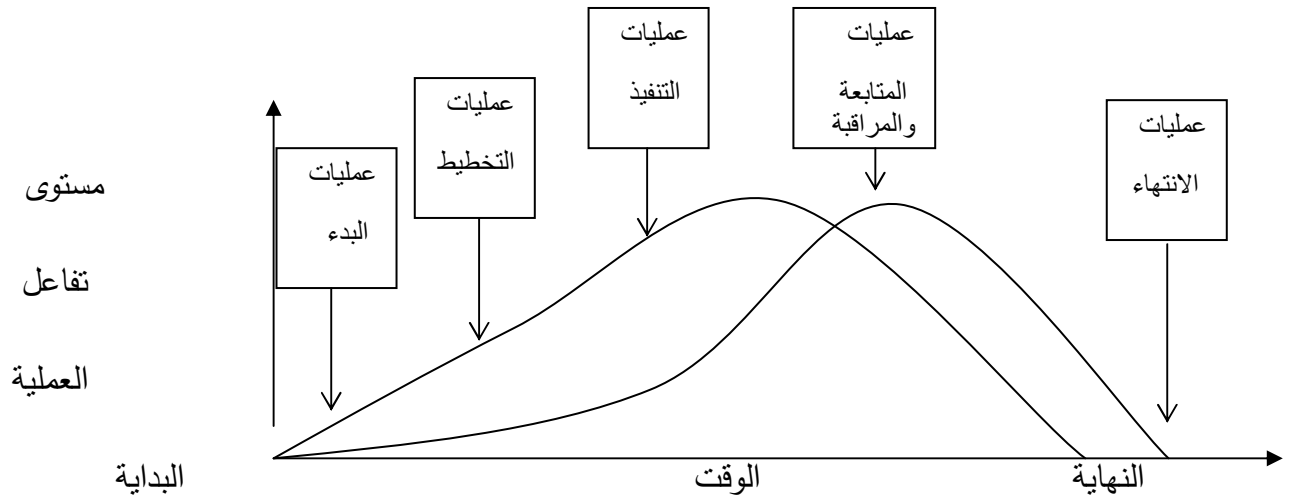 عمليات
البدء
عمليات
التخطيط
عمليات
التنفيذ
عمليات
المتابعة
والمراقبة
عمليات
الانتهاء
مستوى
تفاعل
العملية
البداية
الوقت
النهاية